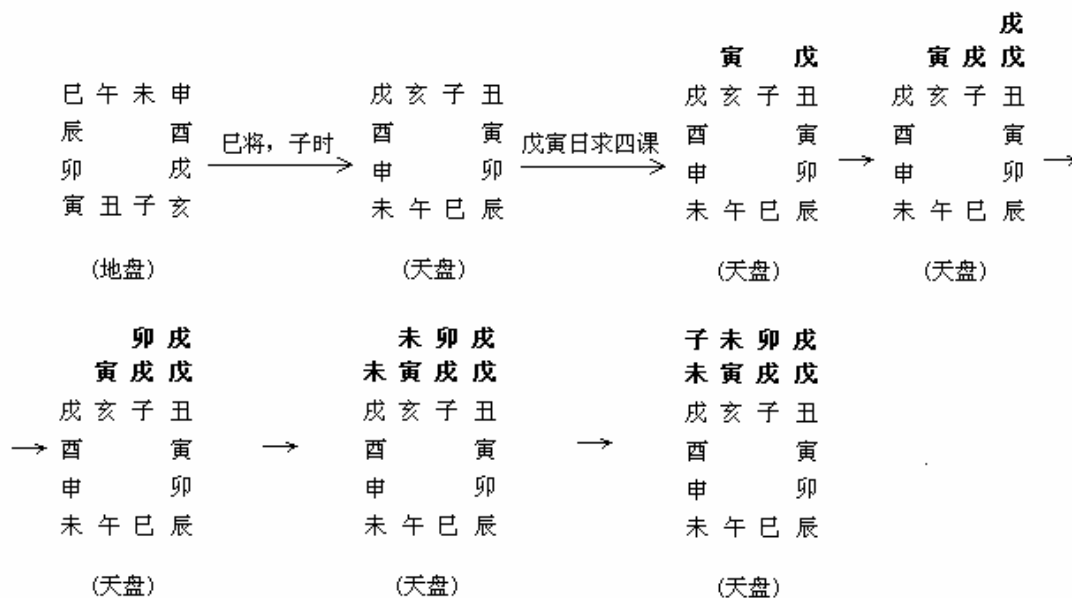 巳 午 未 申
辰 酉
卯 戌
寅 丑 子 亥
(地盘)
巳将，子时
戌 亥 子 丑
酉 寅
申 卯
未 午 巳 辰
(天盘)
戊寅日求四课
寅 戊
戌 亥 子 丑
酉 寅
申 卯
未 午 巳 辰
(天盘)
戌
寅 戌 戊
戌 亥 子 丑
酉 寅
申 卯
未 午 巳 辰
(天盘)
卯 戌
寅 戌 戊
戌 亥 子 丑
酉 寅
申 卯
未 午 巳 辰
(天盘)
未 卯 戌
未 寅 戌 戊
戌 亥 子 丑
酉 寅
申 卯
未 午 巳 辰
(天盘)
子 未 卯 戌
未 寅 戌 戊
戌 亥 子 丑
酉 寅
申 卯
未 午 巳 辰
(天盘)